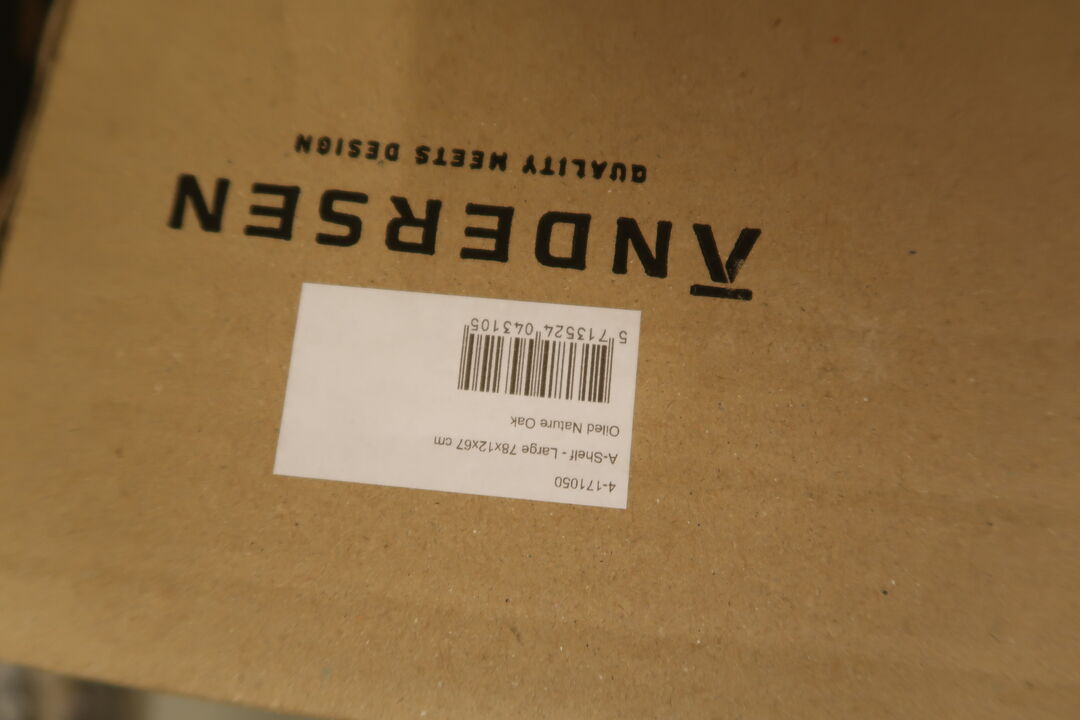 4-171050
A-Shelf - Large 78x12x67 cm
Oiled Nature Oak
5 713524 043105
ANDERSEN
QUALITY MEETS DESIGN